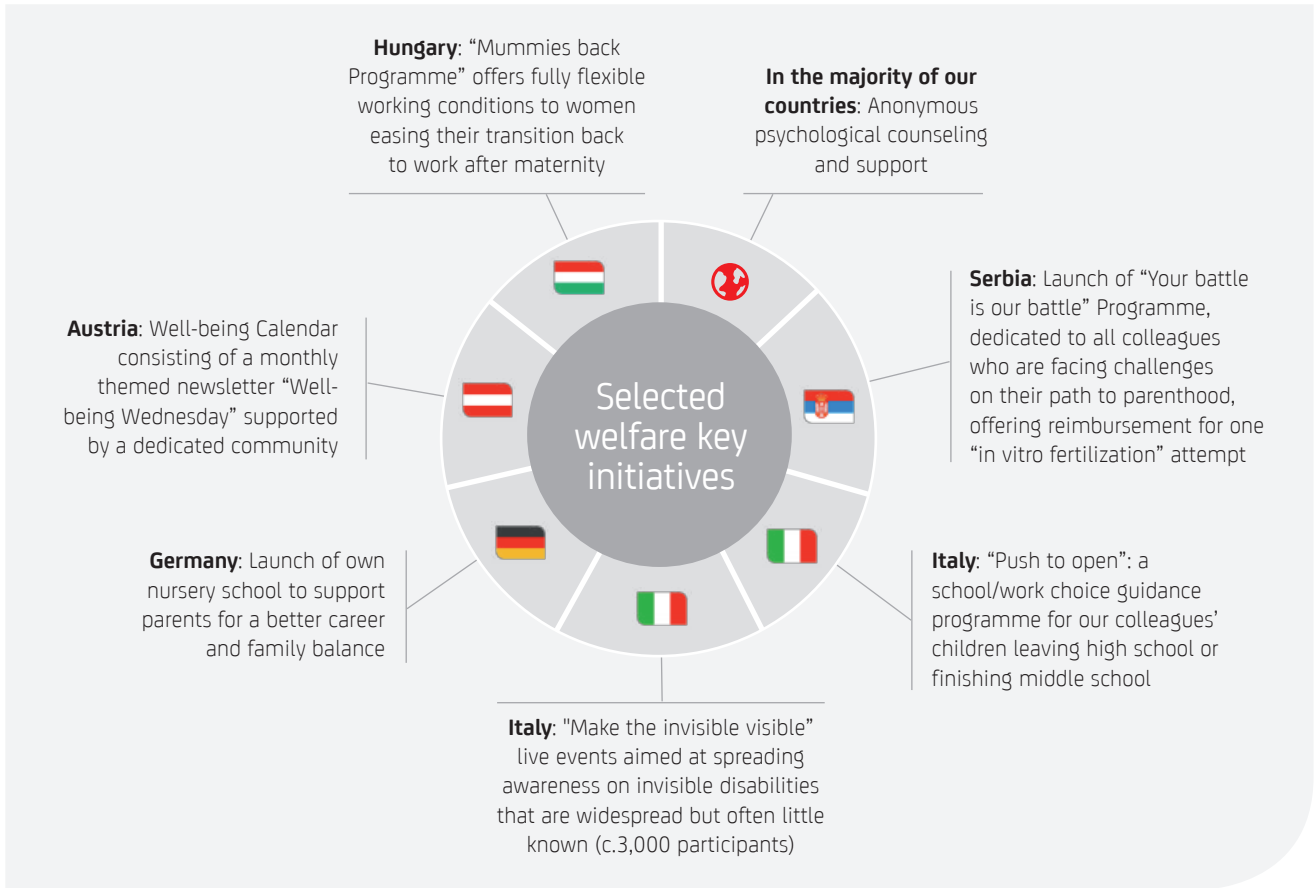 Hungary: “Mummies back
Programme” offers fully flexible
working conditions to women
easing their transition back
to work after maternity
In the majority of our
countries: Anonymous
psychological counseling
and support
Serbia: Launch of “Your battle
is our battle” Programme,
dedicated to all colleagues
who are facing challenges
on their path to parenthood,
offering reimbursement for one
“in vitro fertilization” attempt
Austria: Well-being Calendar
consisting of a monthly
themed newsletter “Well-
being Wednesday” supported
by a dedicated community
Selected
welfare key
initiatives
Germany: Launch of own
nursery school to support
parents for a better career
and family balance
Italy: “Push to open”: a
school/work choice guidance
programme for our colleagues’
children leaving high school or
finishing middle school
Italy: "Make the invisible visible”
live events aimed at spreading
awareness on invisible disabilities
that are widespread but often little
known (c.3,000 participants)